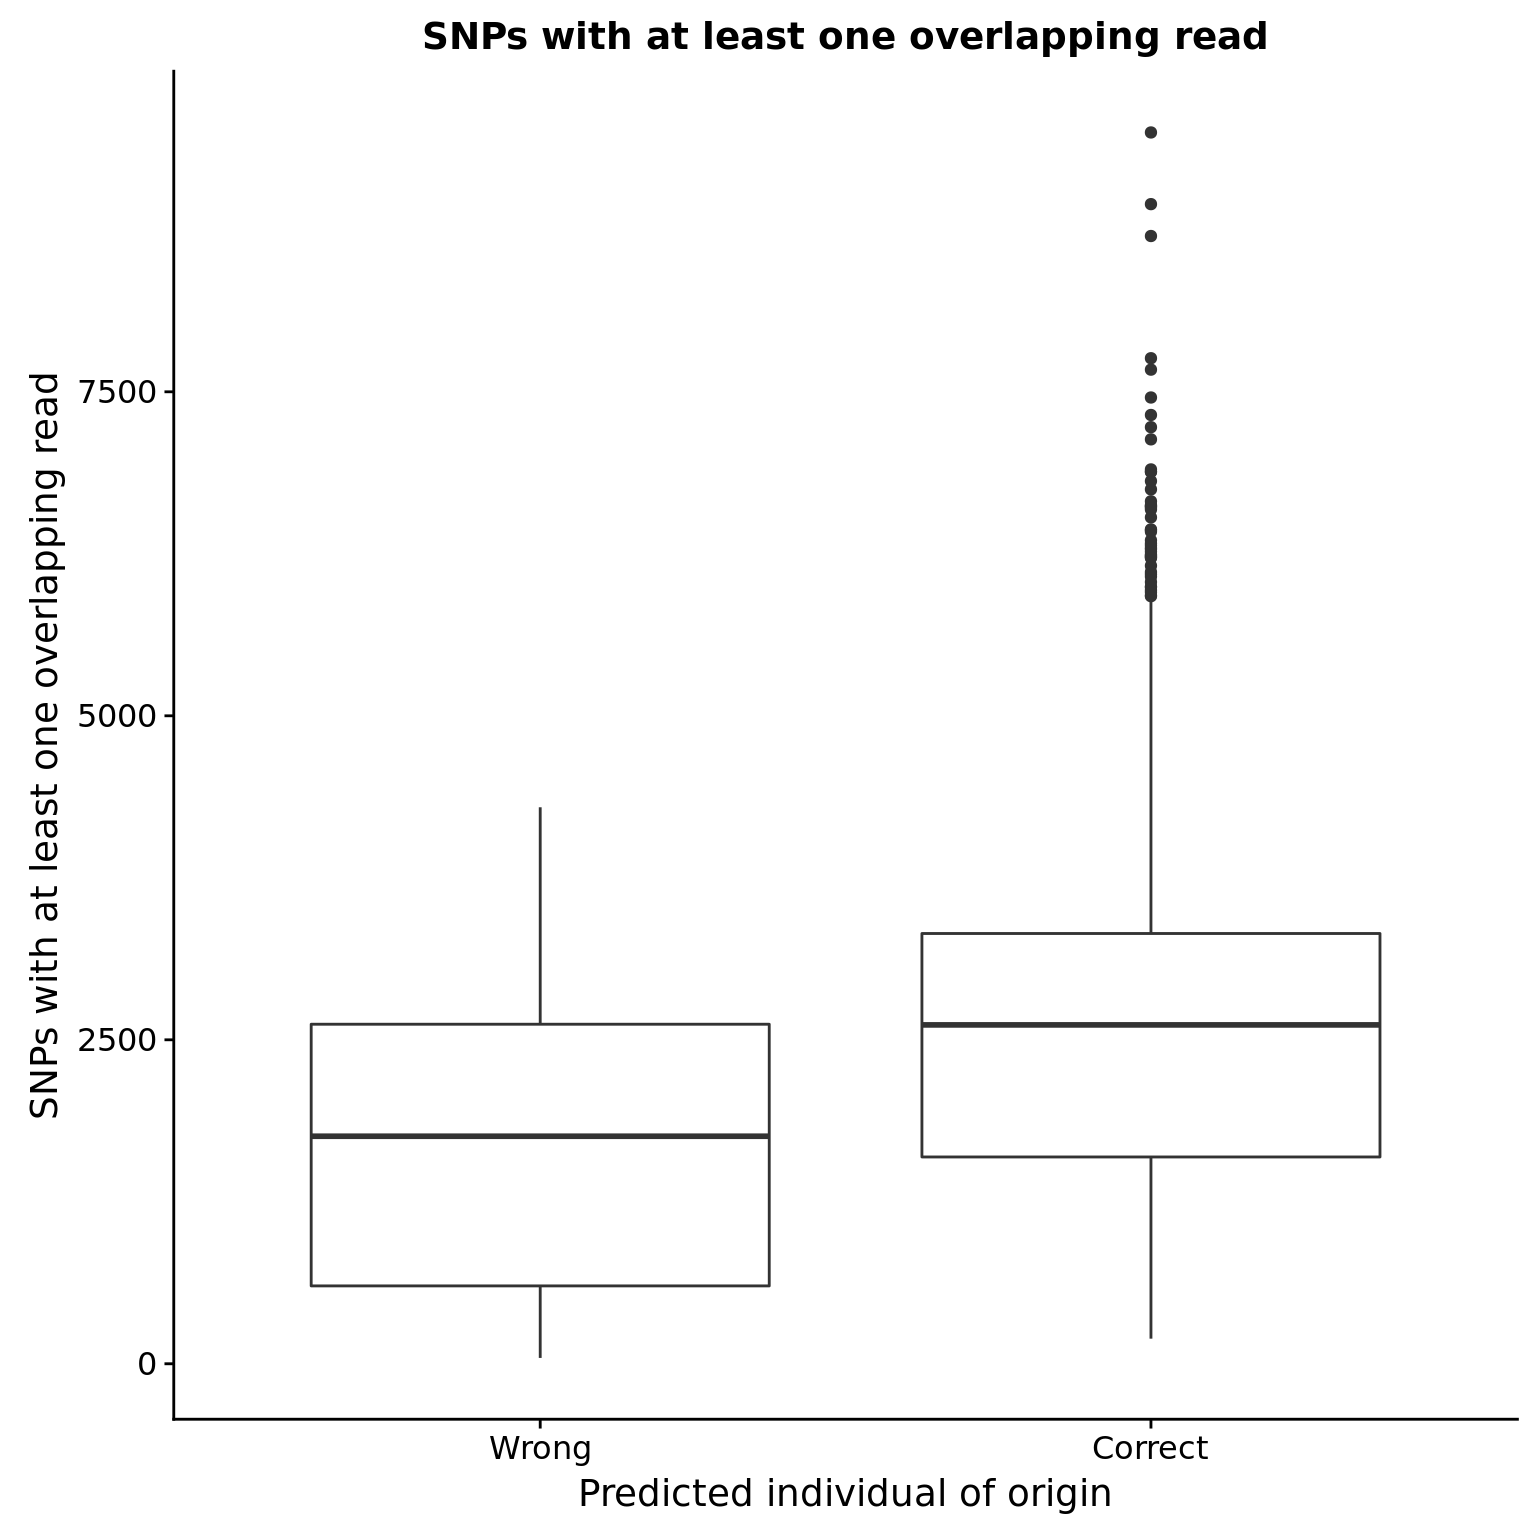 SNPs with at least one overlapping read
SNPs with at least one overlapping read
7500
5000
2500
0
Wrong
Correct
Predicted individual of origin